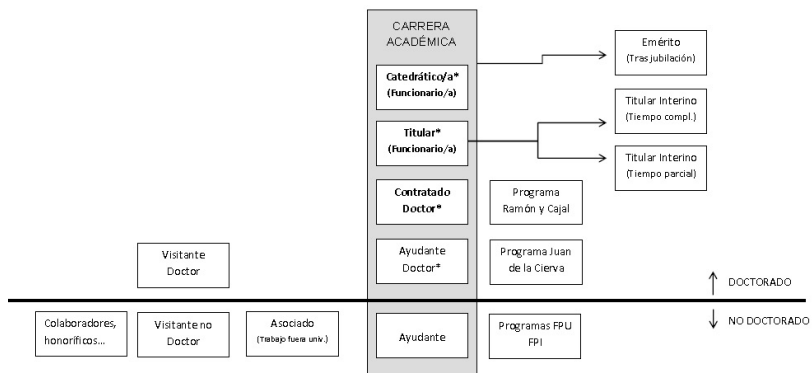 CARRERA
ACADÉMICA
Catedrático/a*
(Funcionario/a)
Emérito
(Tras jubilación)
Titular*
(Funcionario/a)
Titular Interino
(Tiempo compl.)
Titular Interino
(Tiempo parcial)
Contratado
Doctor*
Programa
Ramón y Cajal
Visitante
Doctor
Ayudante
Doctor*
Programa Juan
de la Cierva
DOCTORADO
NO DOCTORADO
Colaboradores,
honoríficos...
Visitante no
Doctor
Asociado
(Trabajo fuera univ.)
Ayudante
Programas FPU
FPI